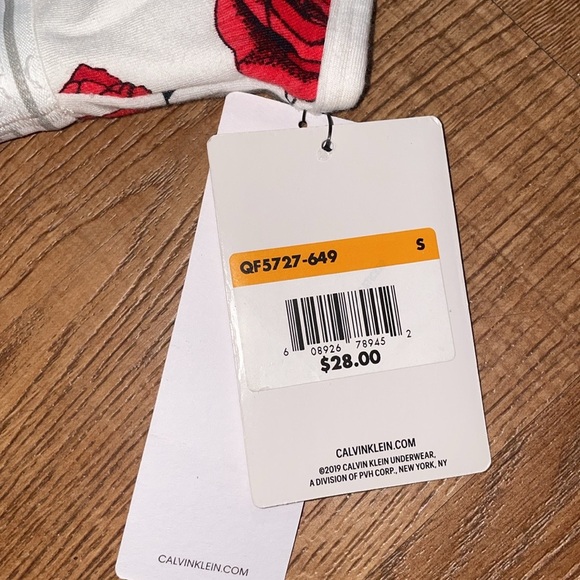 QF5727-649 S
6 08926 78945 2
$28.00
CALVINKLEIN.COM
©2019 CALVIN KLEIN UNDERWEAR,
A DIVISION OF PVH CORP., NEW YORK, NY
CALVINKLEIN.COM